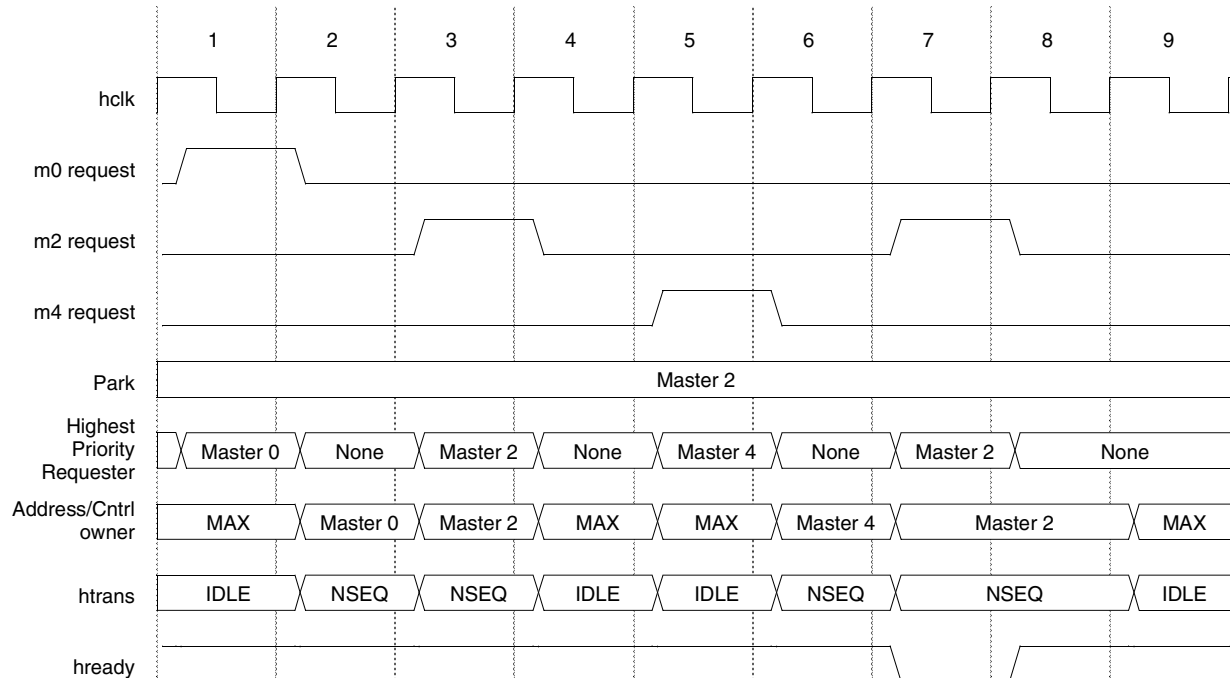 1 2 3 4 5 6 7 8 9
hclk
m0 request
m2 request
m4 request
Park Master 2
Highest
Priority
Requester
Master 0 None Master 2 None Master 4 None Master 2 None
Address/Cntrl
owner
MAX Master 0 Master 2 MAX MAX Master 4 Master 2 MAX
htrans IDLE NSEQ NSEQ IDLE IDLE NSEQ NSEQ IDLE
hready